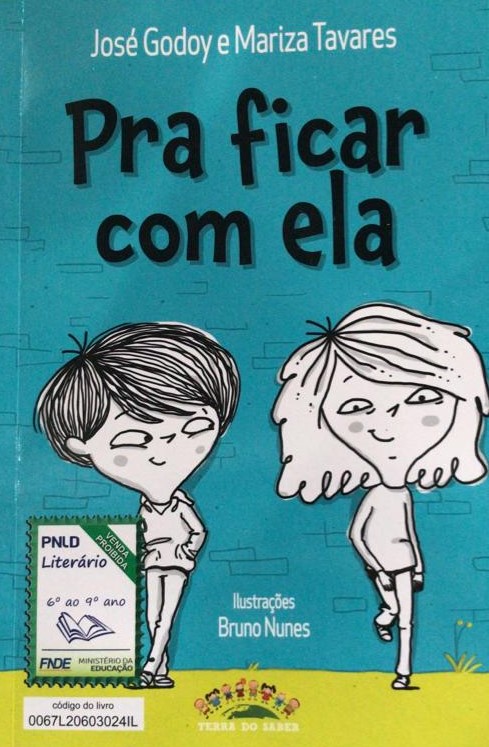 José Godoy e Mariza Tavares
Pra ficar
com ela
Ilustrações
Bruno Nunes
VENDA
PROIBIDA
PNLD
Literário
6º ao 9º ano
FNDE MINISTÉRIO DA
EDUCAÇÃO
código do livro
0067L20603024IL
TERRA DO SABER